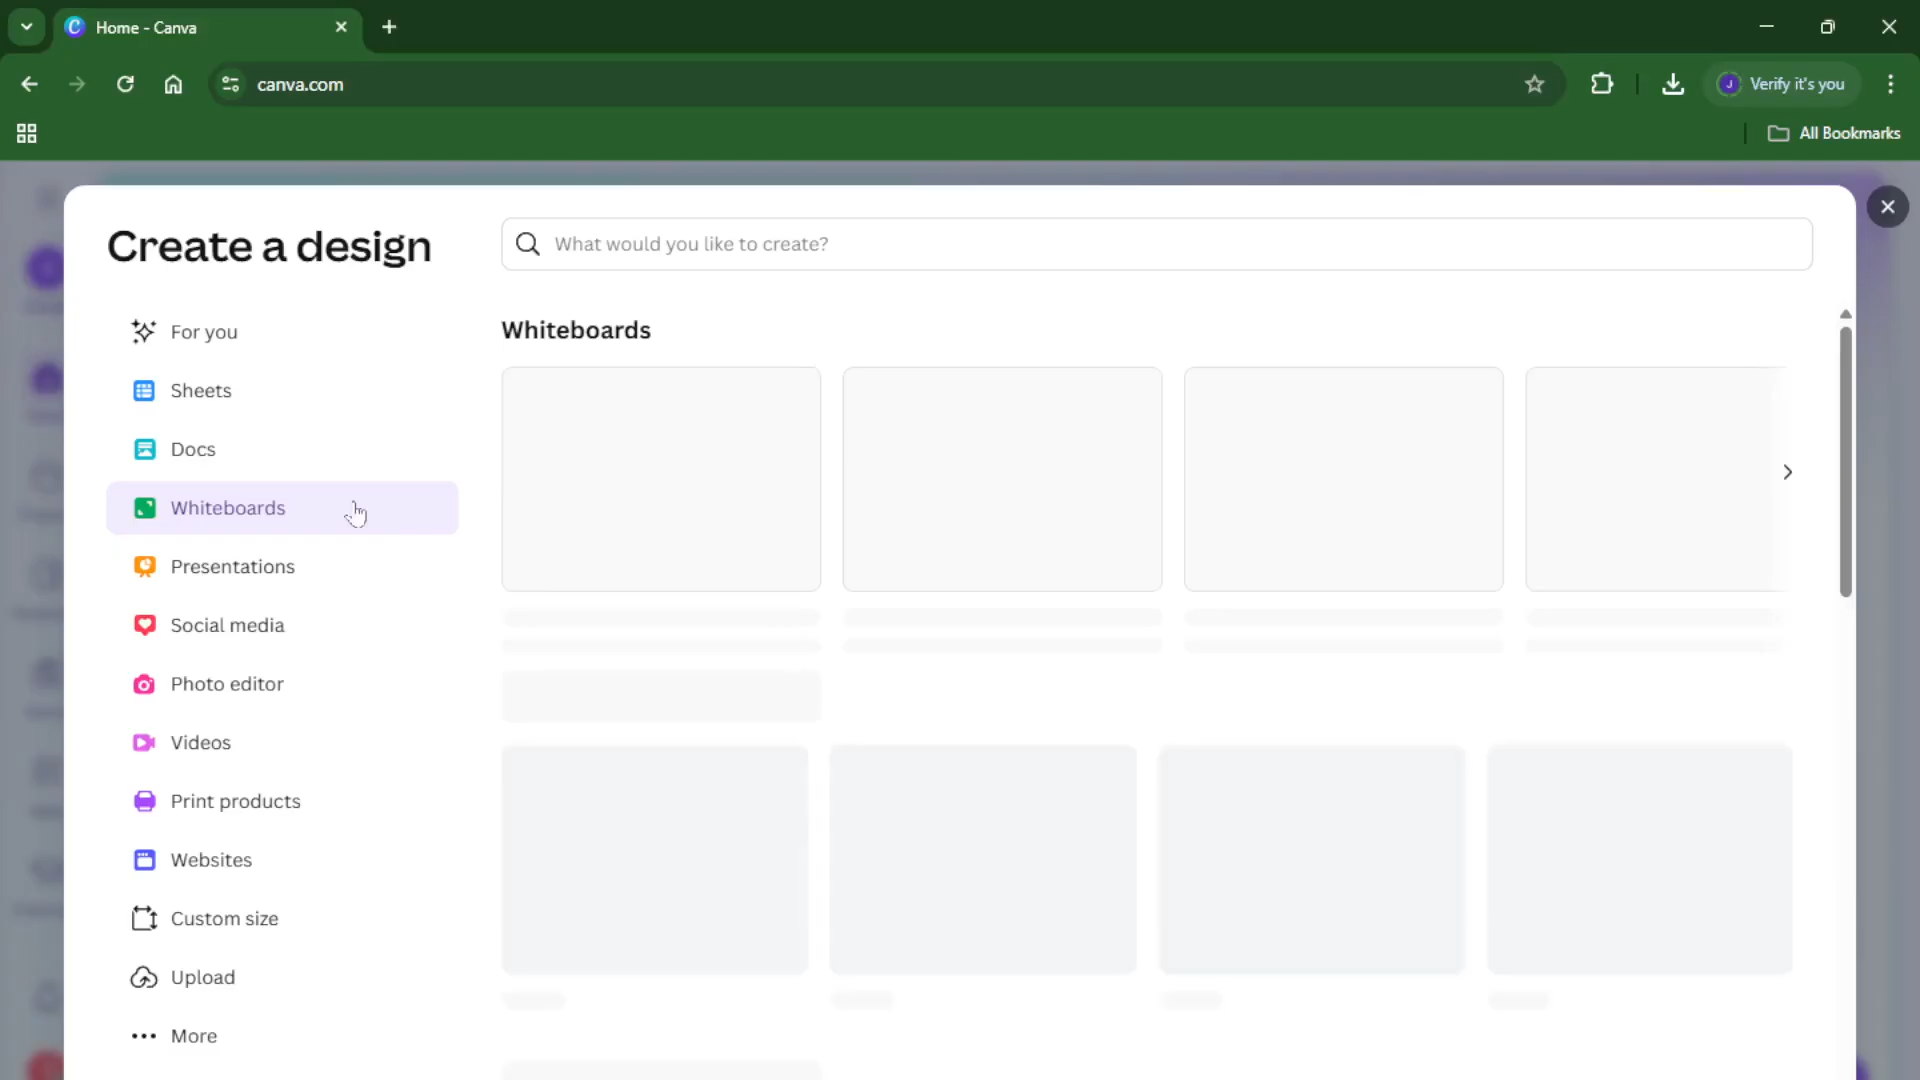 Home - Canva
canva.com
Verify it's you
All Bookmarks
Create a design
What would you like to create?
For you
Sheets
Docs
Whiteboards
Presentations
Social media
Photo editor
Videos
Print products
Websites
Custom size
Upload
More
Whiteboards